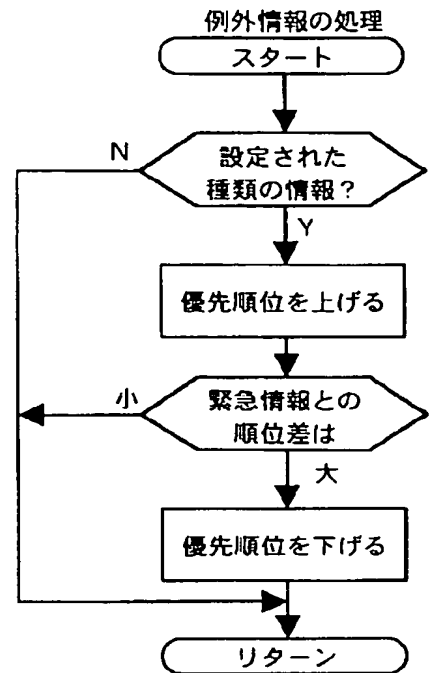 例外情報の処理
スタート
N
設定された
種類の情報？
Y
優先順位を上げる
小
緊急情報との
順位差は
大
優先順位を下げる
リターン